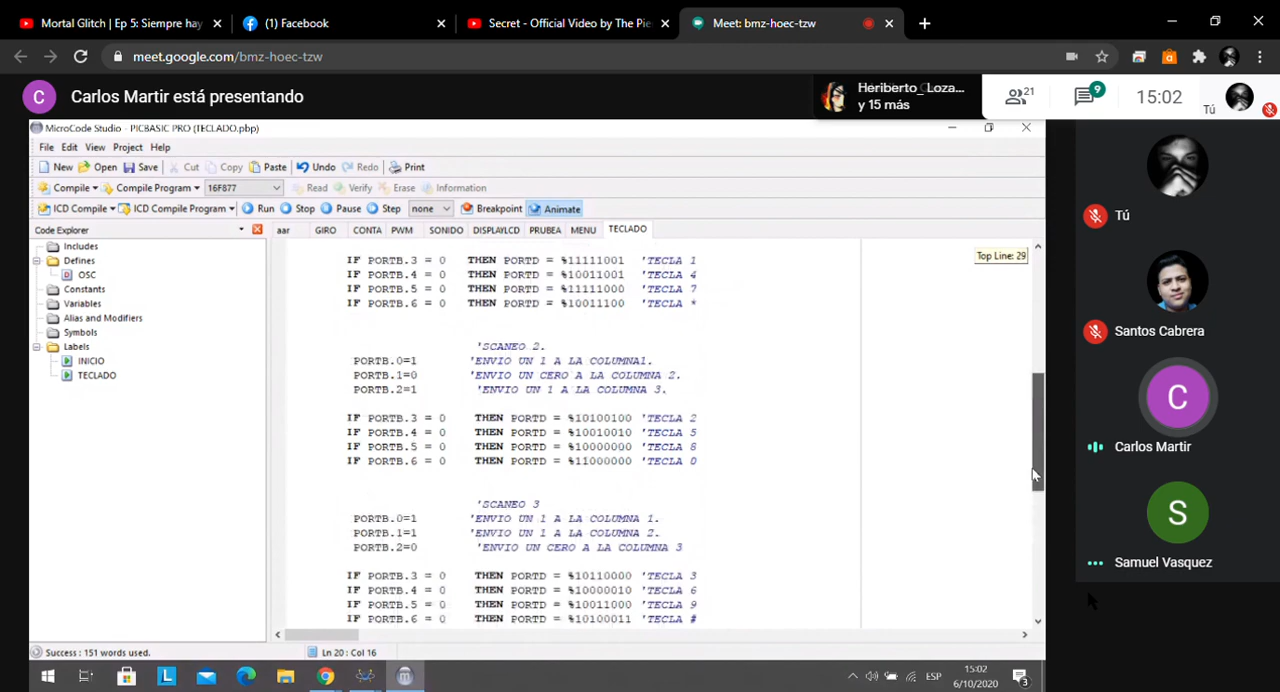 Mortal Glitch | Ep 5: Siempre hay
(1) Facebook
Secret - Official Video by The Pie
Meet: bmz-hoec-tzw
meet.google.com/bmz-hoec-tzw
C
Carlos Martir está presentando
Heriberto_Loza...
y 15 más
21
9
15:02
Tú
MicroCode Studio - PICBASIC PRO (TECLADO.pbp)
File Edit View Project Help
New Open Save Cut Copy Paste Undo Redo Print
Compile Compile Program 16F877 Read Verify Erase Information
ICD Compile ICD Compile Program Run Stop Pause Step none Breakpoint Animate
Code Explorer
aar GIRO CONTA PWM SONIDO DISPLAYLCD PRUBEA MENU TECLADO
Includes
Defines
D OSC
Constants
Variables
Alias and Modifiers
Symbols
Labels
INICIO
TECLADO
Top Line: 29
IF PORTB.3 = 0 THEN PORTD = %11111001 'TECLA 1
IF PORTB.4 = 0 THEN PORTD = %10011001 'TECLA 4
IF PORTB.5 = 0 THEN PORTD = %11111000 'TECLA 7
IF PORTB.6 = 0 THEN PORTD = %10011100 'TECLA *
'SCANEO 2.
PORTB.0=1 'ENVIO UN 1 A LA COLUMNA1.
PORTB.1=0 'ENVIO UN CERO A LA COLUMNA 2.
PORTB.2=1 'ENVIO UN 1 A LA COLUMNA 3.
IF PORTB.3 = 0 THEN PORTD = %10100100 'TECLA 2
IF PORTB.4 = 0 THEN PORTD = %10010010 'TECLA 5
IF PORTB.5 = 0 THEN PORTD = %10000000 'TECLA 8
IF PORTB.6 = 0 THEN PORTD = %11000000 'TECLA 0
'SCANEO 3
PORTB.0=1 'ENVIO UN 1 A LA COLUMNA 1.
PORTB.1=1 'ENVIO UN 1 A LA COLUMNA 2.
PORTB.2=0 'ENVIO UN CERO A LA COLUMNA 3
IF PORTB.3 = 0 THEN PORTD = %10110000 'TECLA 3
IF PORTB.4 = 0 THEN PORTD = %10000010 'TECLA 6
IF PORTB.5 = 0 THEN PORTD = %10011000 'TECLA 9
IF PORTB.6 = 0 THEN PORTD = %10100011 'TECLA #
Success : 151 words used.
Ln 20 : Col 16
Tú
Santos Cabrera
C
Carlos Martir
S
Samuel Vasquez
L
ESP
15:02
6/10/2020
3